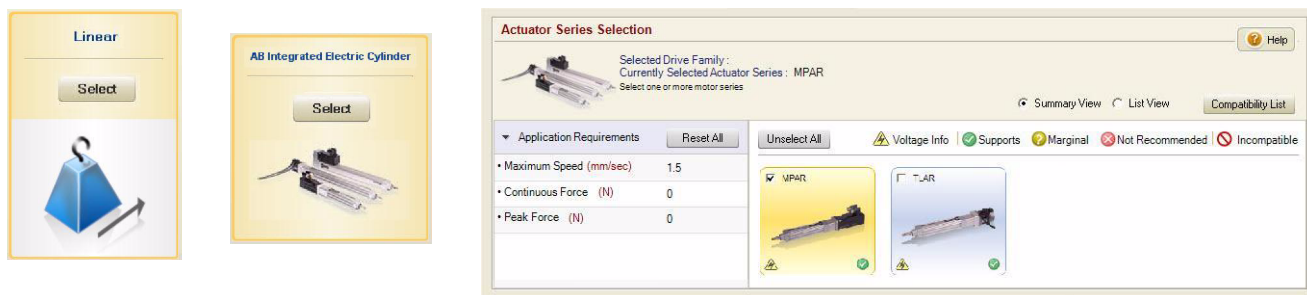 Linear
Select
AB Integrated Electric Cylinder
Select
Actuator Series Selection
Help
Selected Drive Family :
Currently Selected Actuator Series : MPAR
Select one or more motor series
Summary View List View Compatibility List
Application Requirements Reset All
Unselect All Voltage Info Supports Marginal Not Recommended Incompatible
• Maximum Speed (mm/sec) 1.5
• Continuous Force (N) 0
• Peak Force (N) 0
MPAR TLAR